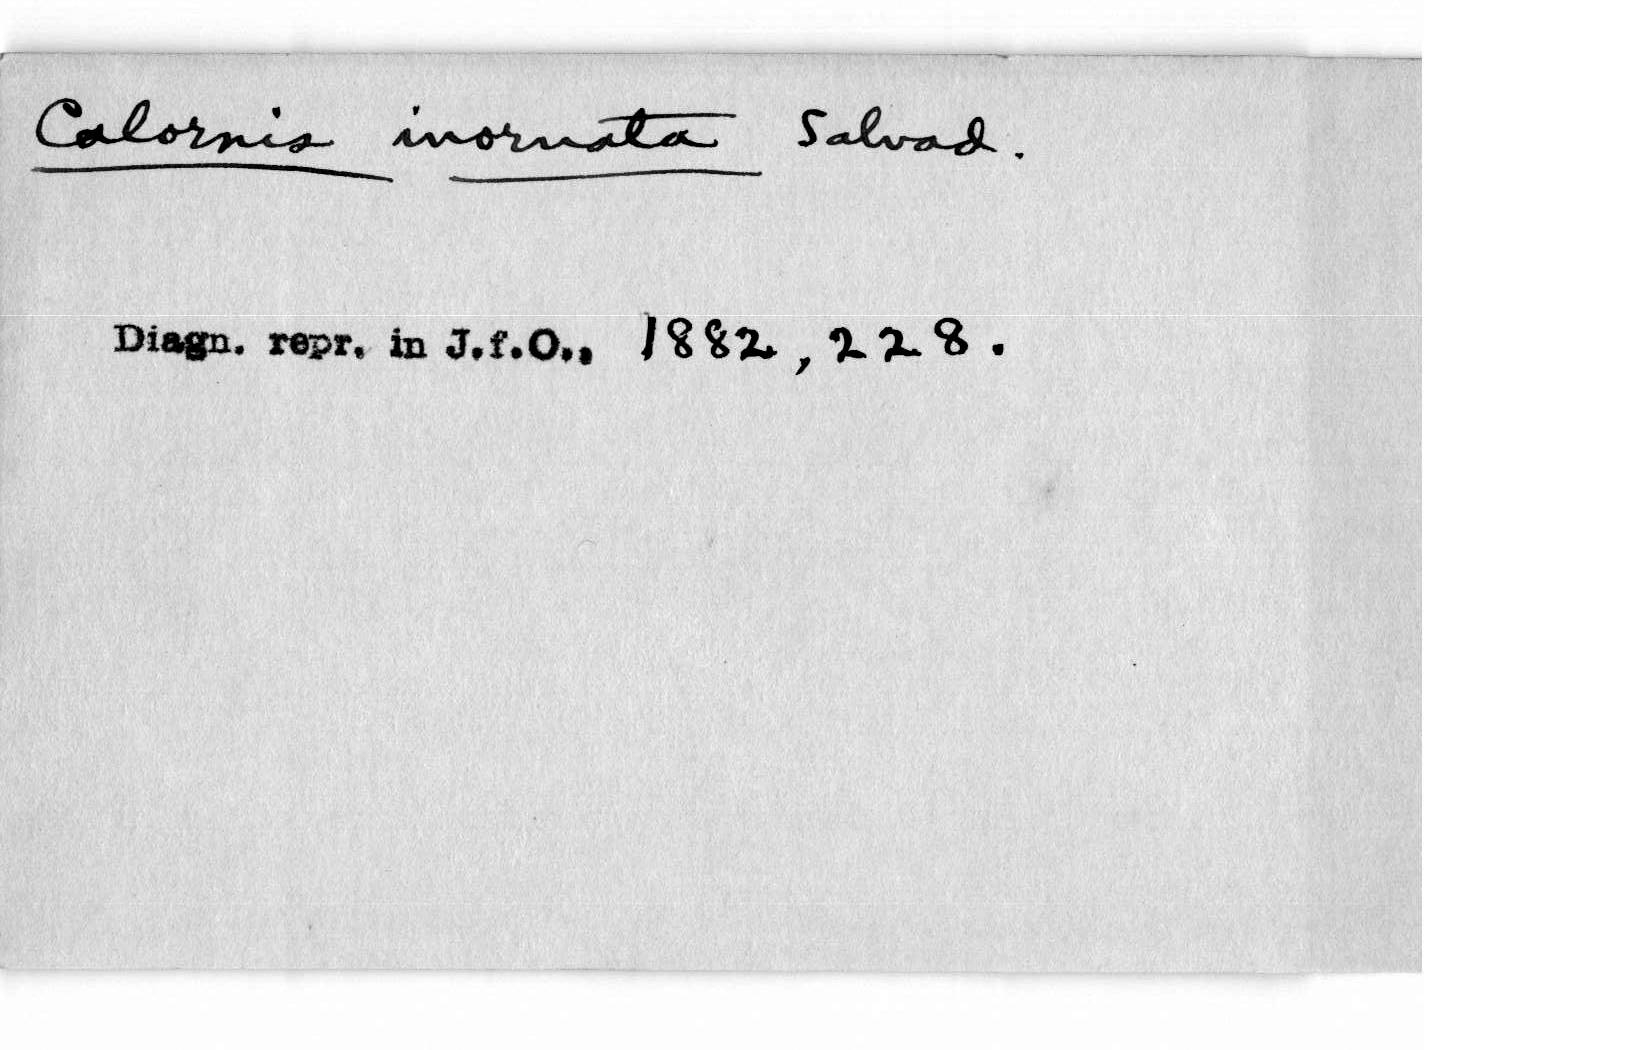 Calornis inornata Salvad.
Diagn. repr. in J.f.O., 1882, 228.